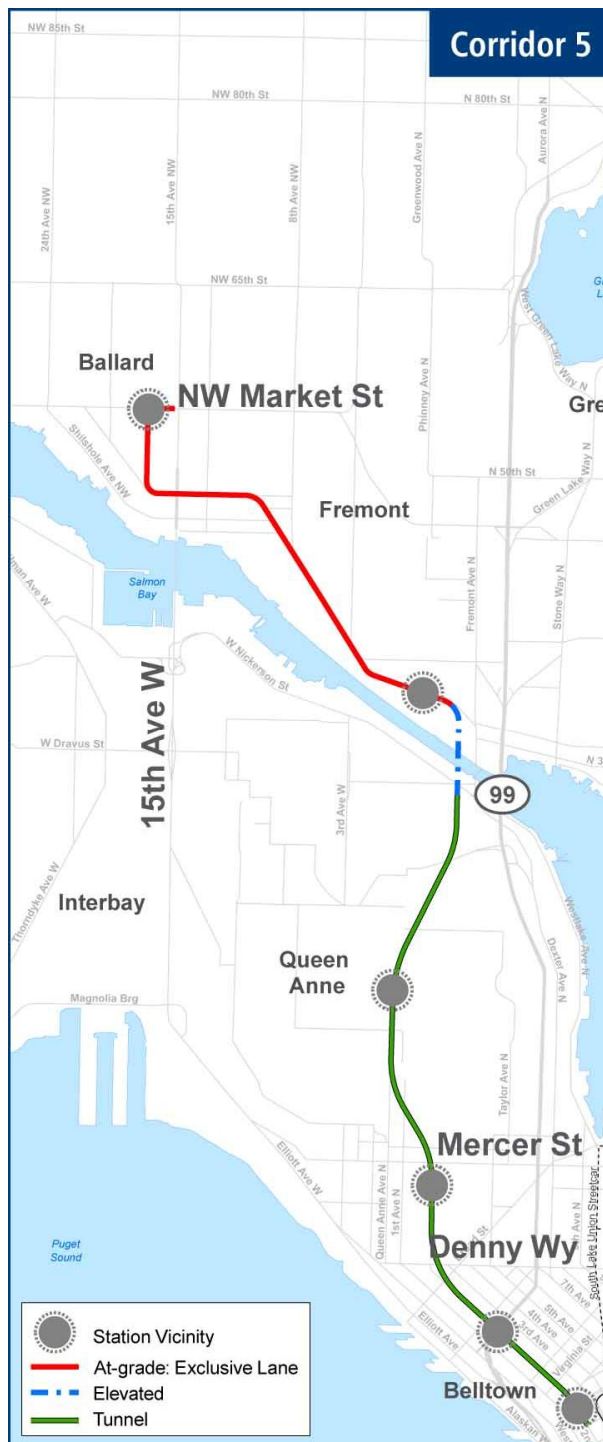 Corridor 5
NW 85th St
NW 80th St
N 80th St
Aurora Ave N
24th Ave NW
15th Ave NW
8th Ave NW
Greenwood Ave N
NW 65th St
West Green Lake Way N
Ballard
NW Market St
Phinney Ave N
Shilshole Ave NW
N 50th St
Green Lake Way N
Fremont
Salmon
Bay
Fremont Ave N
Stone Way N
W Nickerson St
15th Ave W
W Dravus St
3rd Ave W
99
Thorndyke Ave W
Interbay
Westlake Ave N
Dexter Ave N
Queen
Anne
Magnolia Brg
Taylor Ave N
Mercer St
Elliott Ave W
Queen Anne Ave N
1st Ave N
South Lake Union Streetcar
Denny Wy
Puget
Sound
7th Ave
5th Ave
4th Ave
3rd Ave
Elliott Ave
Virginia St
Belltown
Station Vicinity
At-grade: Exclusive Lane
Elevated
Tunnel